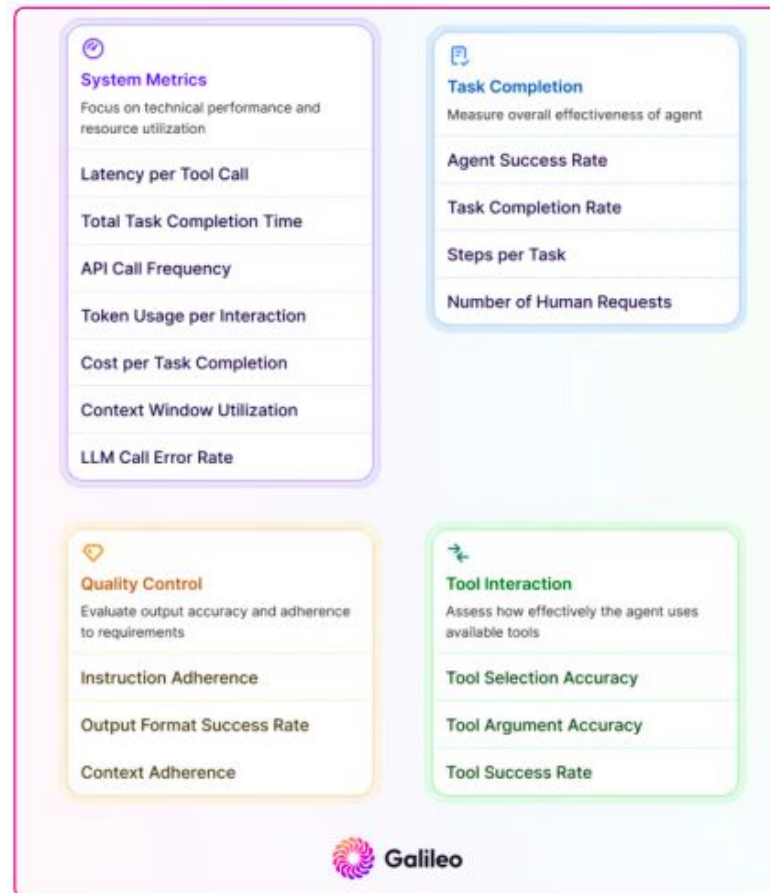 System Metrics
Focus on technical performance and
resource utilization
Latency per Tool Call
Total Task Completion Time
API Call Frequency
Token Usage per Interaction
Cost per Task Completion
Context Window Utilization
LLM Call Error Rate
Task Completion
Measure overall effectiveness of agent
Agent Success Rate
Task Completion Rate
Steps per Task
Number of Human Requests
Quality Control
Evaluate output accuracy and adherence
to requirements
Instruction Adherence
Output Format Success Rate
Context Adherence
Tool Interaction
Assess how effectively the agent uses
available tools
Tool Selection Accuracy
Tool Argument Accuracy
Tool Success Rate
Galileo